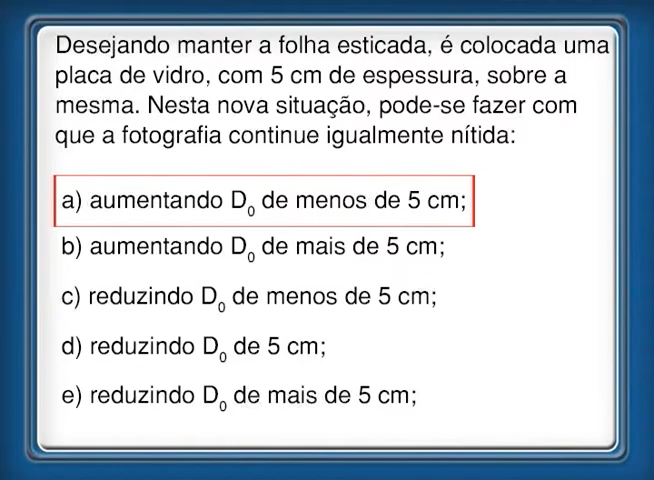 Desejando manter a folha esticada, é colocada uma
placa de vidro, com 5 cm de espessura, sobre a
mesma. Nesta nova situação, pode-se fazer com
que a fotografia continue igualmente nítida:
a) aumentando D₀ de menos de 5 cm;
b) aumentando D₀ de mais de 5 cm;
c) reduzindo D₀ de menos de 5 cm;
d) reduzindo D₀ de 5 cm;
e) reduzindo D₀ de mais de 5 cm;